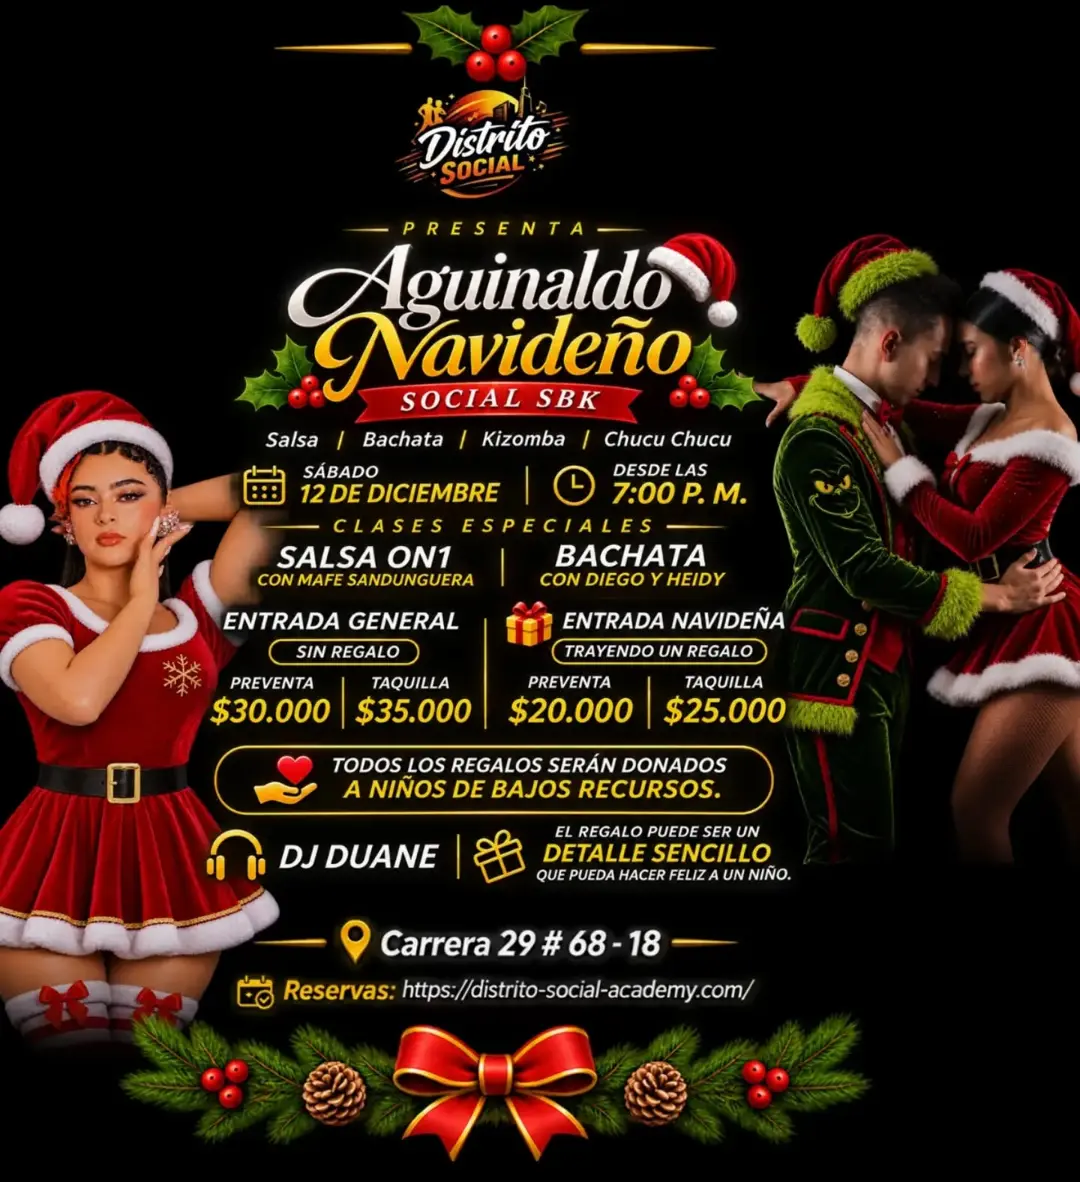 Distrito
SOCIAL
PRESENTA
Aguinaldo
Navideño
SOCIAL SBK
Salsa | Bachata | Kizomba | Chucu Chucu
SÁBADO
12 DE DICIEMBRE
DESDE LAS
7:00 P. M.
CLASES ESPECIALES
SALSA ON1
CON MAFE SANDUNGUERA
BACHATA
CON DIEGO Y HEIDY
ENTRADA GENERAL
SIN REGALO
PREVENTA
$30.000
TAQUILLA
$35.000
ENTRADA NAVIDEÑA
TRAYENDO UN REGALO
PREVENTA
$20.000
TAQUILLA
$25.000
TODOS LOS REGALOS SERÁN DONADOS
A NIÑOS DE BAJOS RECURSOS.
DJ DUANE
EL REGALO PUEDE SER UN
DETALLE SENCILLO
QUE PUEDA HACER FELIZ A UN NIÑO.
Carrera 29 # 68 - 18
Reservas: https://distrito-social-academy.com/